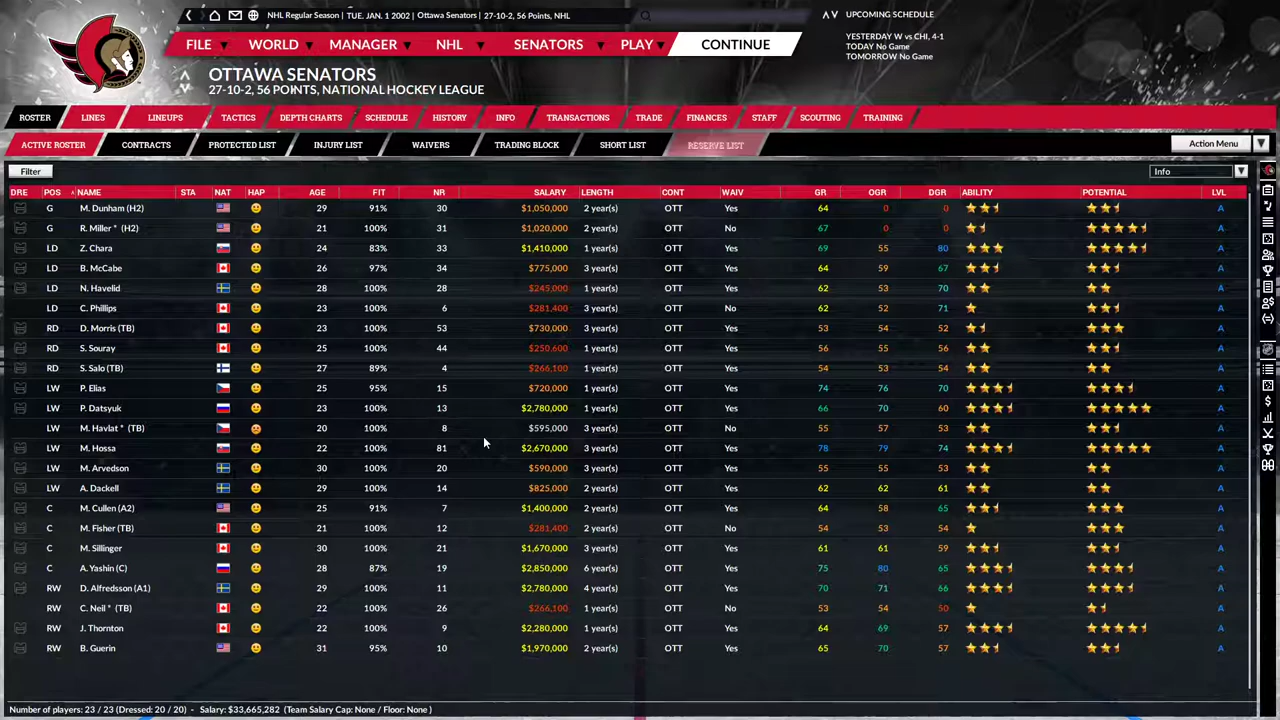 NHL Regular Season | TUE. JAN. 1 2002 | Ottawa Senators | 27-10-2, 56 Points, NHL
UPCOMING SCHEDULE
FILE WORLD MANAGER NHL SENATORS PLAY CONTINUE
YESTERDAY W vs CHI, 4-1
TODAY No Game
TOMORROW No Game
OTTAWA SENATORS
27-10-2, 56 POINTS, NATIONAL HOCKEY LEAGUE
ROSTER LINES LINEUPS TACTICS DEPTH CHARTS SCHEDULE HISTORY INFO TRANSACTIONS TRADE FINANCES STAFF SCOUTING TRAINING
ACTIVE ROSTER CONTRACTS PROTECTED LIST INJURY LIST WAIVERS TRADING BLOCK SHORT LIST RESERVE LIST Action Menu
Filter Info
DRE POS NAME STA NAT HAP AGE FIT NR SALARY LENGTH CONT WAIV GR OGR DGR ABILITY POTENTIAL LVL
G M. Dunham (H2) 29 91% 30 $1,050,000 2 year(s) OTT Yes 64 0 0 A
G R. Miller * (H2) 21 100% 31 $1,020,000 2 year(s) OTT No 67 0 0 A
LD Z. Chara 24 83% 33 $1,410,000 1 year(s) OTT Yes 69 55 80 A
LD B. McCabe 26 97% 34 $775,000 3 year(s) OTT Yes 64 59 67 A
LD N. Havelid 28 100% 28 $245,000 1 year(s) OTT Yes 62 53 70 A
LD C. Phillips 23 100% 6 $281,400 3 year(s) OTT No 62 52 71 A
RD D. Morris (TB) 23 100% 53 $730,000 3 year(s) OTT Yes 53 54 52 A
RD S. Souray 25 100% 44 $250,600 1 year(s) OTT Yes 56 55 56 A
RD S. Salo (TB) 27 89% 4 $266,100 1 year(s) OTT Yes 54 53 54 A
LW P. Elias 25 95% 15 $720,000 2 year(s) OTT Yes 74 76 70 A
LW P. Datsyuk 23 100% 13 $2,780,000 1 year(s) OTT Yes 66 70 60 A
LW M. Havlat * (TB) 20 100% 8 $595,000 3 year(s) OTT No 55 57 53 A
LW M. Hossa 22 100% 81 $2,670,000 3 year(s) OTT Yes 78 79 74 A
LW M. Arvedson 30 100% 20 $590,000 3 year(s) OTT Yes 55 55 53 A
LW A. Dackell 29 100% 14 $825,000 2 year(s) OTT Yes 62 62 61 A
C M. Cullen (A2) 25 91% 7 $1,400,000 2 year(s) OTT Yes 64 58 65 A
C M. Fisher (TB) 21 100% 12 $281,400 2 year(s) OTT No 54 53 54 A
C M. Sillinger 30 100% 21 $1,670,000 3 year(s) OTT Yes 61 61 59 A
C A. Yashin (C) 28 87% 19 $2,850,000 6 year(s) OTT Yes 75 80 65 A
RW D. Alfredsson (A1) 29 100% 11 $2,780,000 4 year(s) OTT Yes 70 71 66 A
RW C. Neil * (TB) 22 100% 26 $266,100 1 year(s) OTT No 53 54 50 A
RW J. Thornton 22 100% 9 $2,280,000 1 year(s) OTT Yes 64 69 57 A
RW B. Guerin 31 95% 10 $1,970,000 2 year(s) OTT Yes 65 70 57 A
Number of players: 23 / 23 (Dressed: 20 / 20) - Salary: $33,665,282 (Team Salary Cap: None / Floor: None )